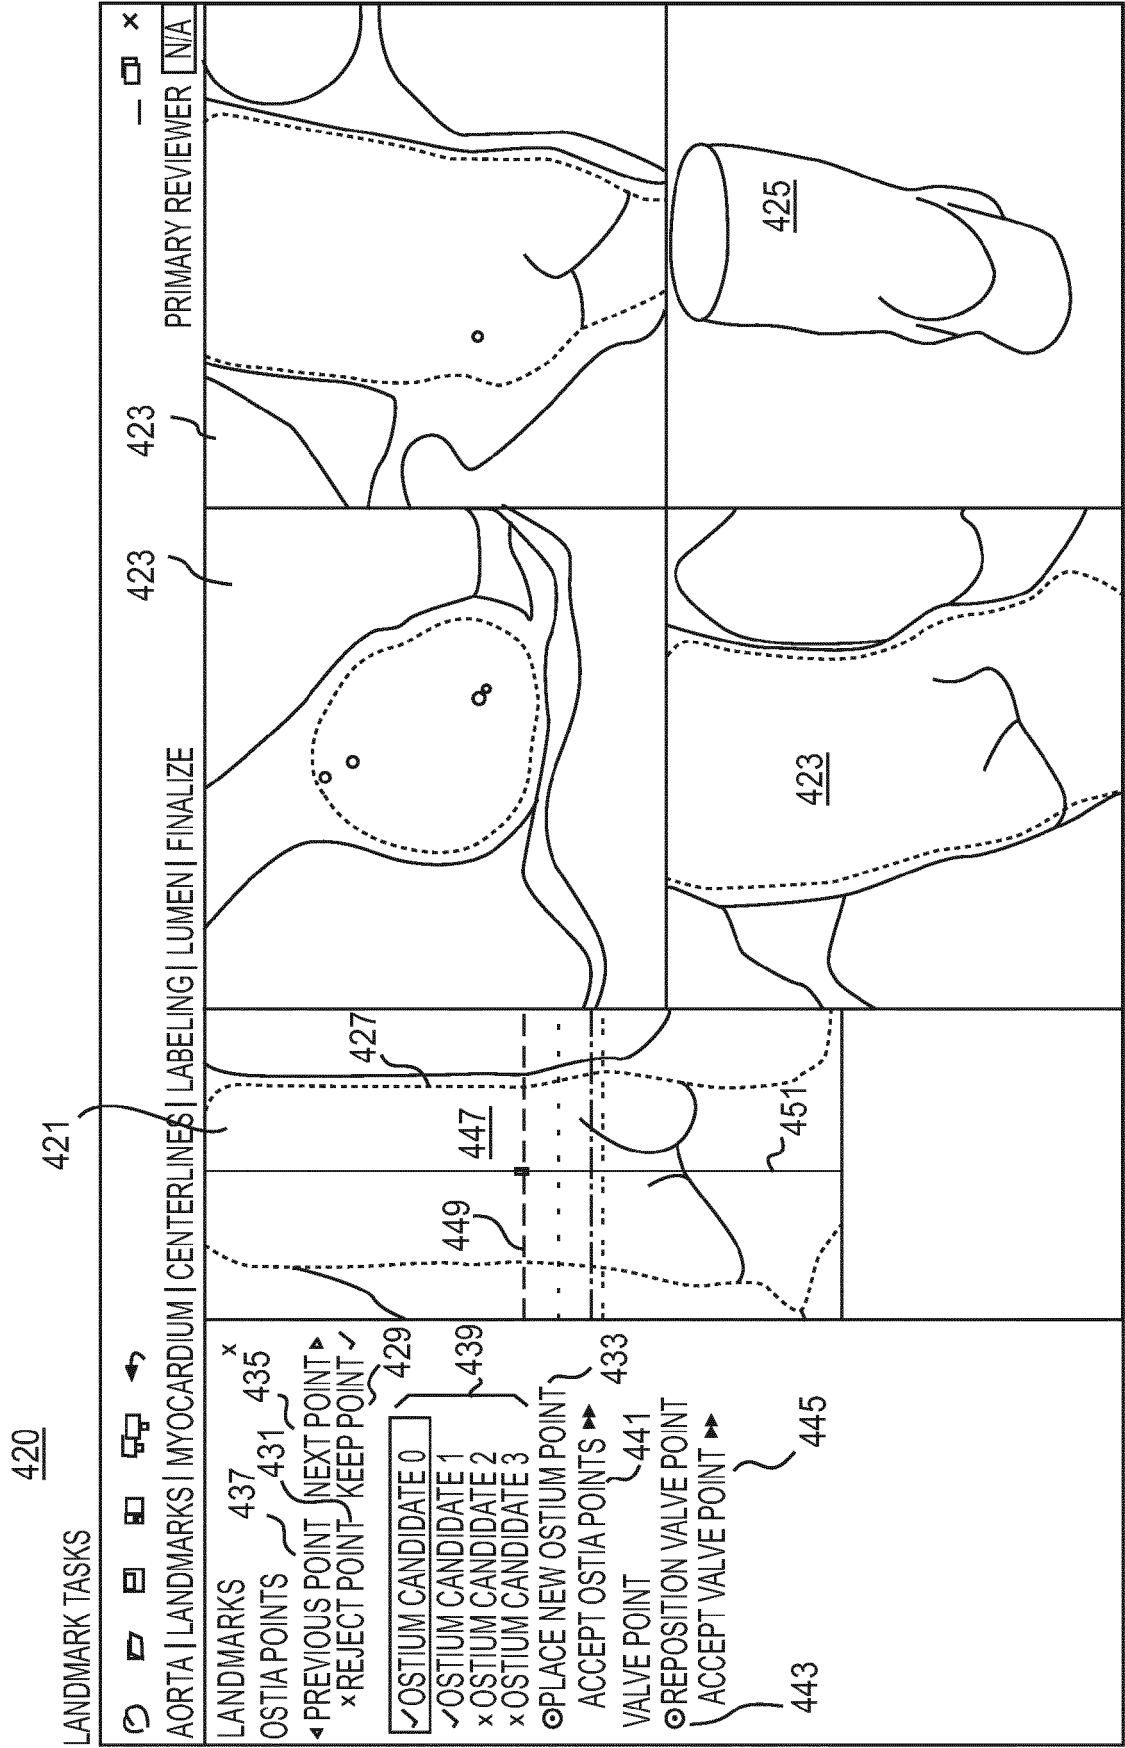 420
LANDMARK TASKS
421
423
423
AORTA | LANDMARKS | MYOCARDIUM | CENTERLINES | LABELING | LUMEN | FINALIZE
PRIMARY REVIEWER N/A
LANDMARKS
x
437
435
OSTIA POINTS
431
PREVIOUS POINT NEXT POINT
x REJECT POINT KEEP POINT ✓
429
✓OSTIUM CANDIDATE 0
✓OSTIUM CANDIDATE 1
x OSTIUM CANDIDATE 2
x OSTIUM CANDIDATE 3
439
PLACE NEW OSTIUM POINT
433
ACCEPT OSTIA POINTS
441
VALVE POINT
REPOSITION VALVE POINT
ACCEPT VALVE POINT
443
445
427
447
449
451
423
425